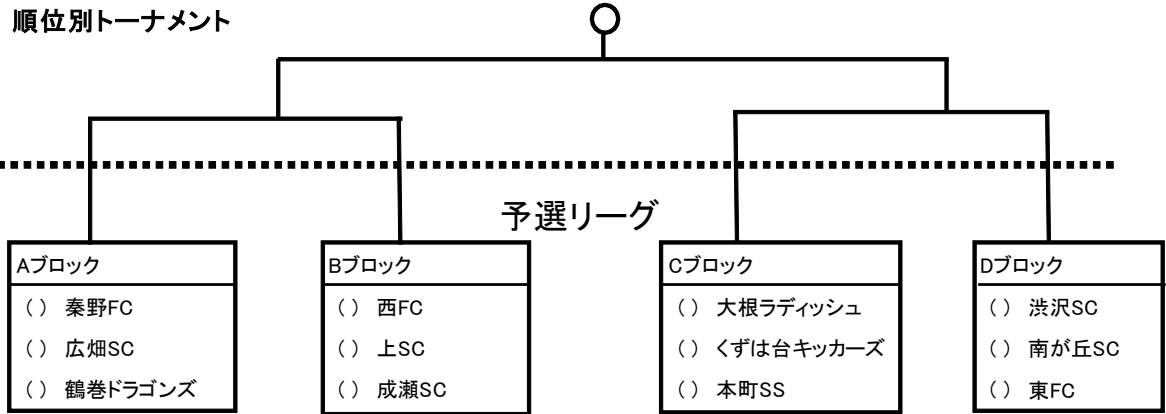 順位別トーナメント
予選リーグ
Aブロック
( ) 秦野FC
( ) 広畑SC
( ) 鶴巻ドラゴンズ
Bブロック
( ) 西FC
( ) 上SC
( ) 成瀬SC
Cブロック
( ) 大根ラディッシュ
( ) くずは台キッカーズ
( ) 本町SS
Dブロック
( ) 渋沢SC
( ) 南が丘SC
( ) 東FC